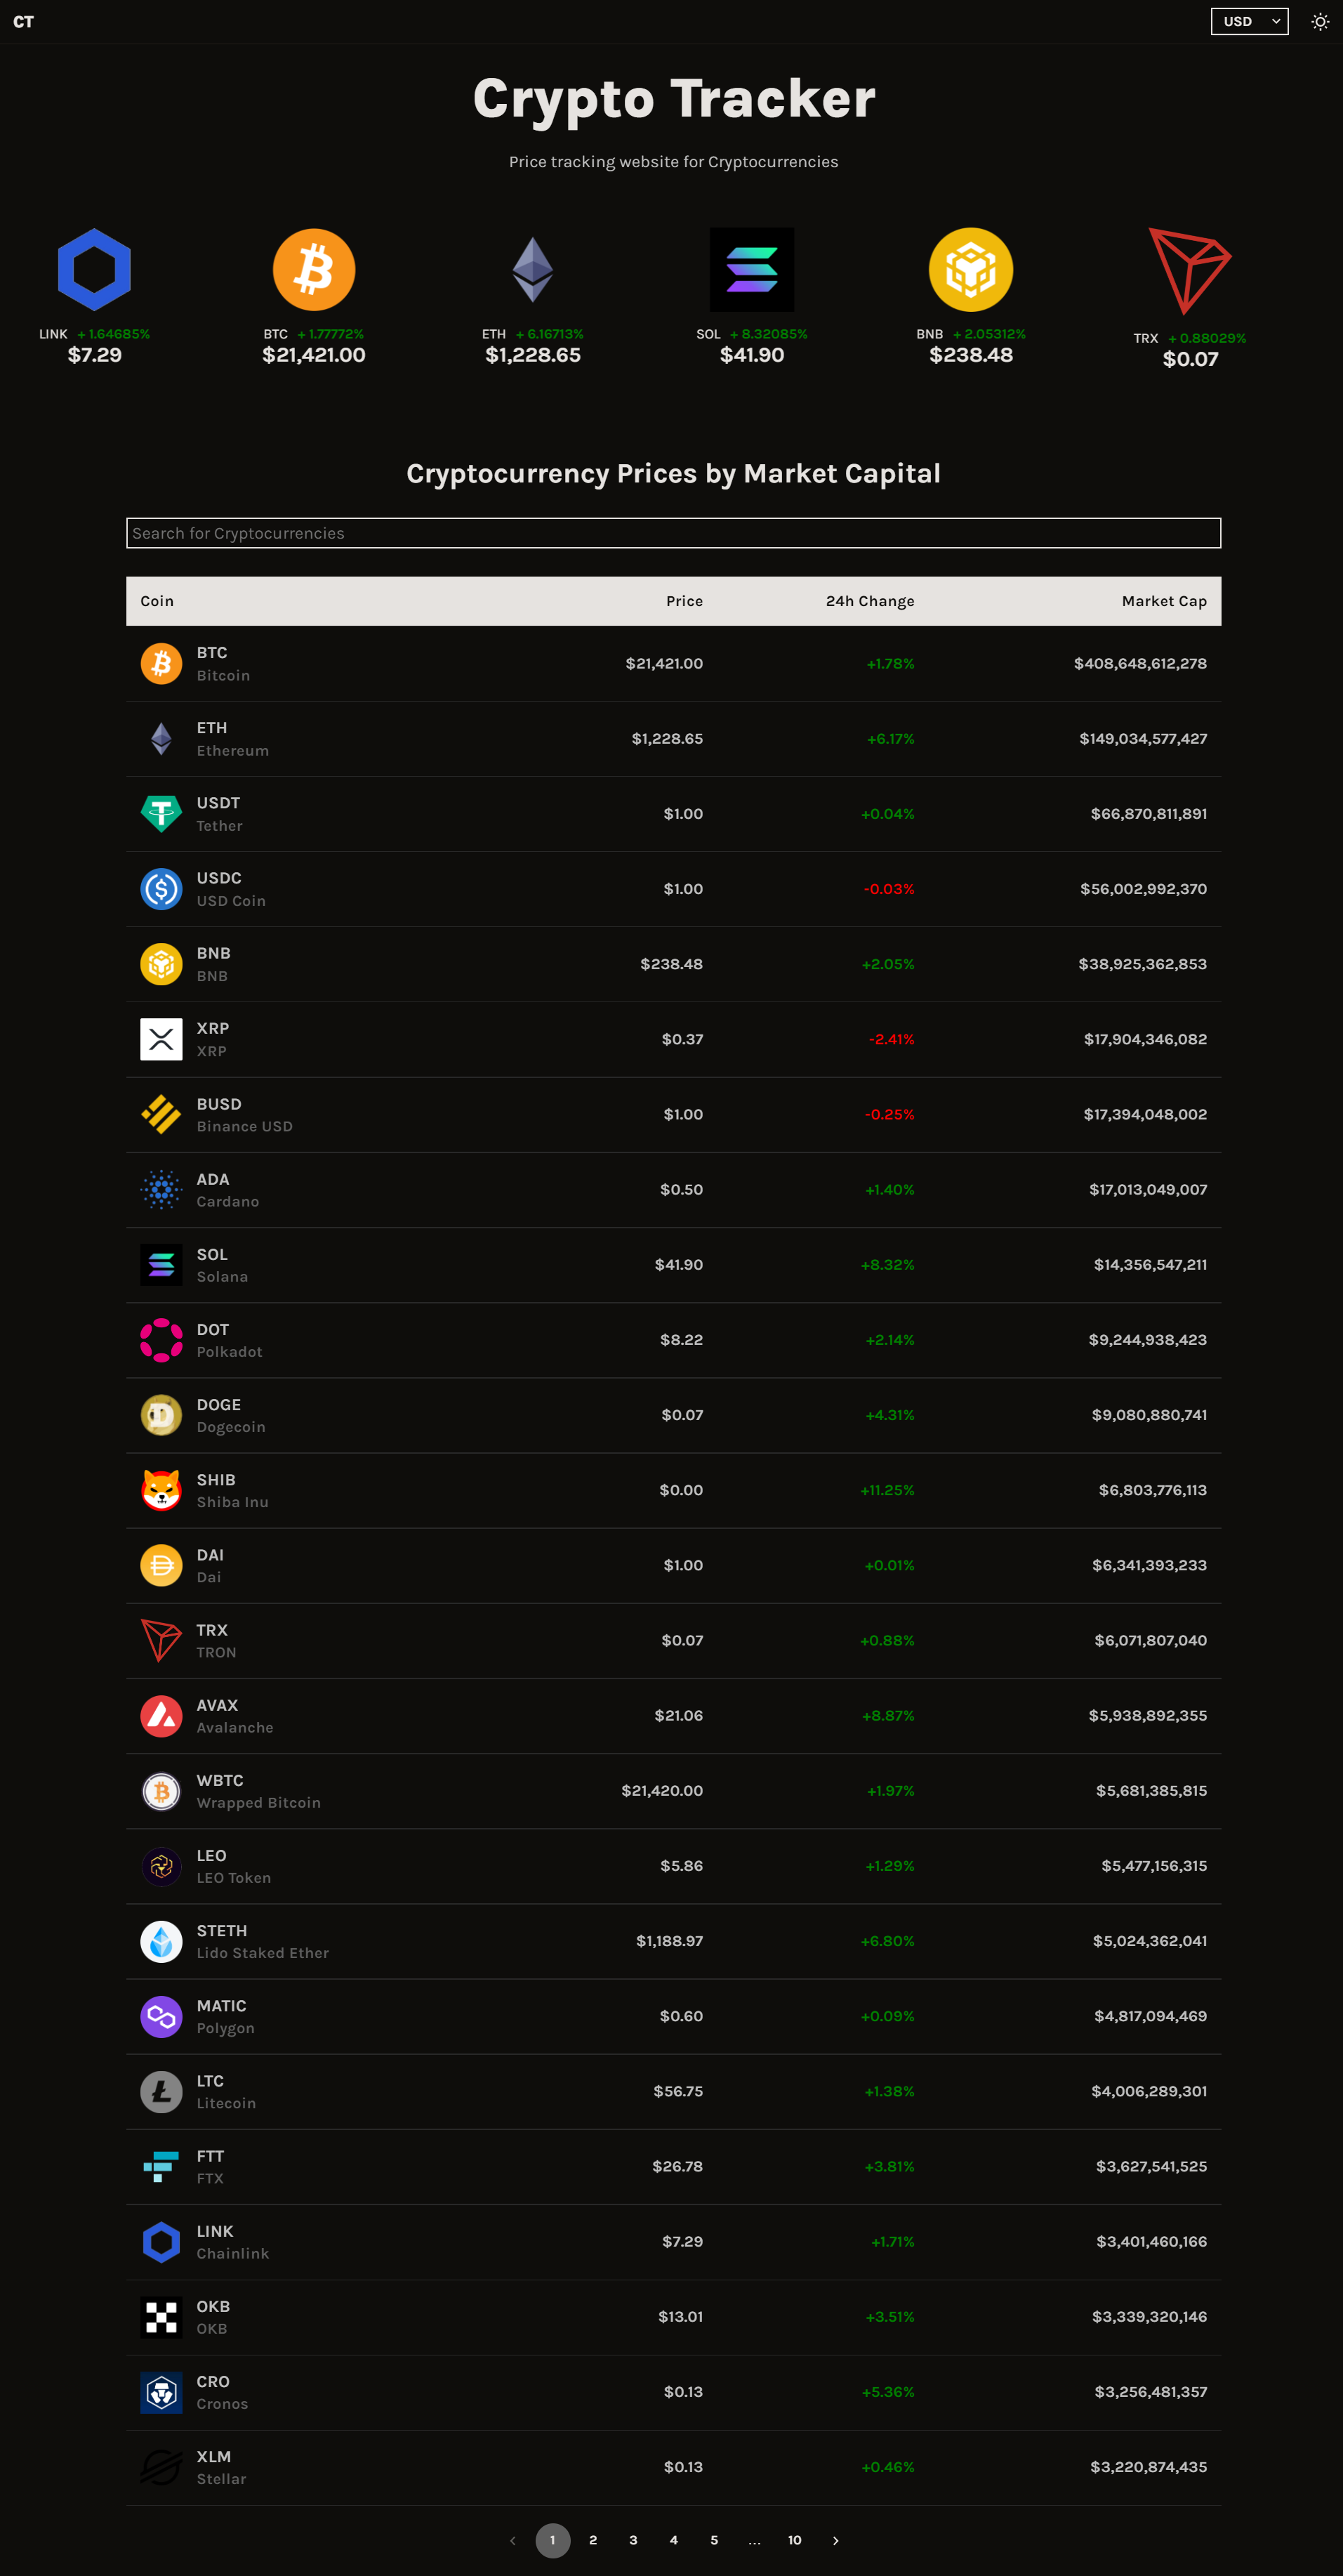 CT
USD
Crypto Tracker
Price tracking website for Cryptocurrencies
LINK + 1.64685%
$7.29
BTC + 1.77772%
$21,421.00
ETH + 6.16713%
$1,228.65
SOL + 8.32085%
$41.90
BNB + 2.05312%
$238.48
TRX + 0.88029%
$0.07
Cryptocurrency Prices by Market Capital
Search for Cryptocurrencies
Coin Price 24h Change Market Cap
BTC
Bitcoin
$21,421.00 +1.78% $408,648,612,278
ETH
Ethereum
$1,228.65 +6.17% $149,034,577,427
USDT
Tether
$1.00 +0.04% $66,870,811,891
USDC
USD Coin
$1.00 -0.03% $56,002,992,370
BNB
BNB
$238.48 +2.05% $38,925,362,853
XRP
XRP
$0.37 -2.41% $17,904,346,082
BUSD
Binance USD
$1.00 -0.25% $17,394,048,002
ADA
Cardano
$0.50 +1.40% $17,013,049,007
SOL
Solana
$41.90 +8.32% $14,356,547,211
DOT
Polkadot
$8.22 +2.14% $9,244,938,423
DOGE
Dogecoin
$0.07 +4.31% $9,080,880,741
SHIB
Shiba Inu
$0.00 +11.25% $6,803,776,113
DAI
Dai
$1.00 +0.01% $6,341,393,233
TRX
TRON
$0.07 +0.88% $6,071,807,040
AVAX
Avalanche
$21.06 +8.87% $5,938,892,355
WBTC
Wrapped Bitcoin
$21,420.00 +1.97% $5,681,385,815
LEO
LEO Token
$5.86 +1.29% $5,477,156,315
STETH
Lido Staked Ether
$1,188.97 +6.80% $5,024,362,041
MATIC
Polygon
$0.60 +0.09% $4,817,094,469
LTC
Litecoin
$56.75 +1.38% $4,006,289,301
FTT
FTX
$26.78 +3.81% $3,627,541,525
LINK
Chainlink
$7.29 +1.71% $3,401,460,166
OKB
OKB
$13.01 +3.51% $3,339,320,146
CRO
Cronos
$0.13 +5.36% $3,256,481,357
XLM
Stellar
$0.13 +0.46% $3,220,874,435
1 2 3 4 5 ... 10